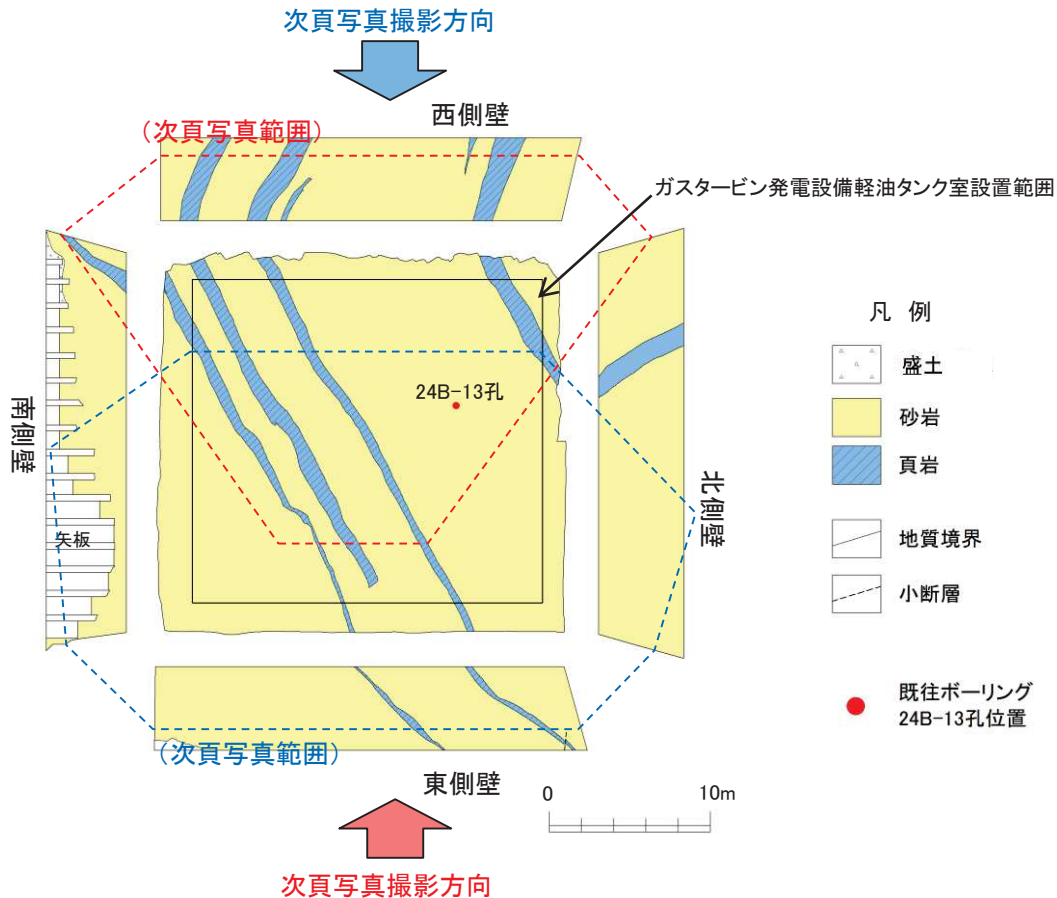 次頁写真撮影方向
西側壁
(次頁写真範囲)
ガスタービン発電設備軽油タンク室設置範囲
南側壁
矢板
24B-13孔
北側壁
凡 例
盛土
砂岩
頁岩
地質境界
小断層
既往ボーリング
24B-13孔位置
(次頁写真範囲)
東側壁
0 10m
次頁写真撮影方向